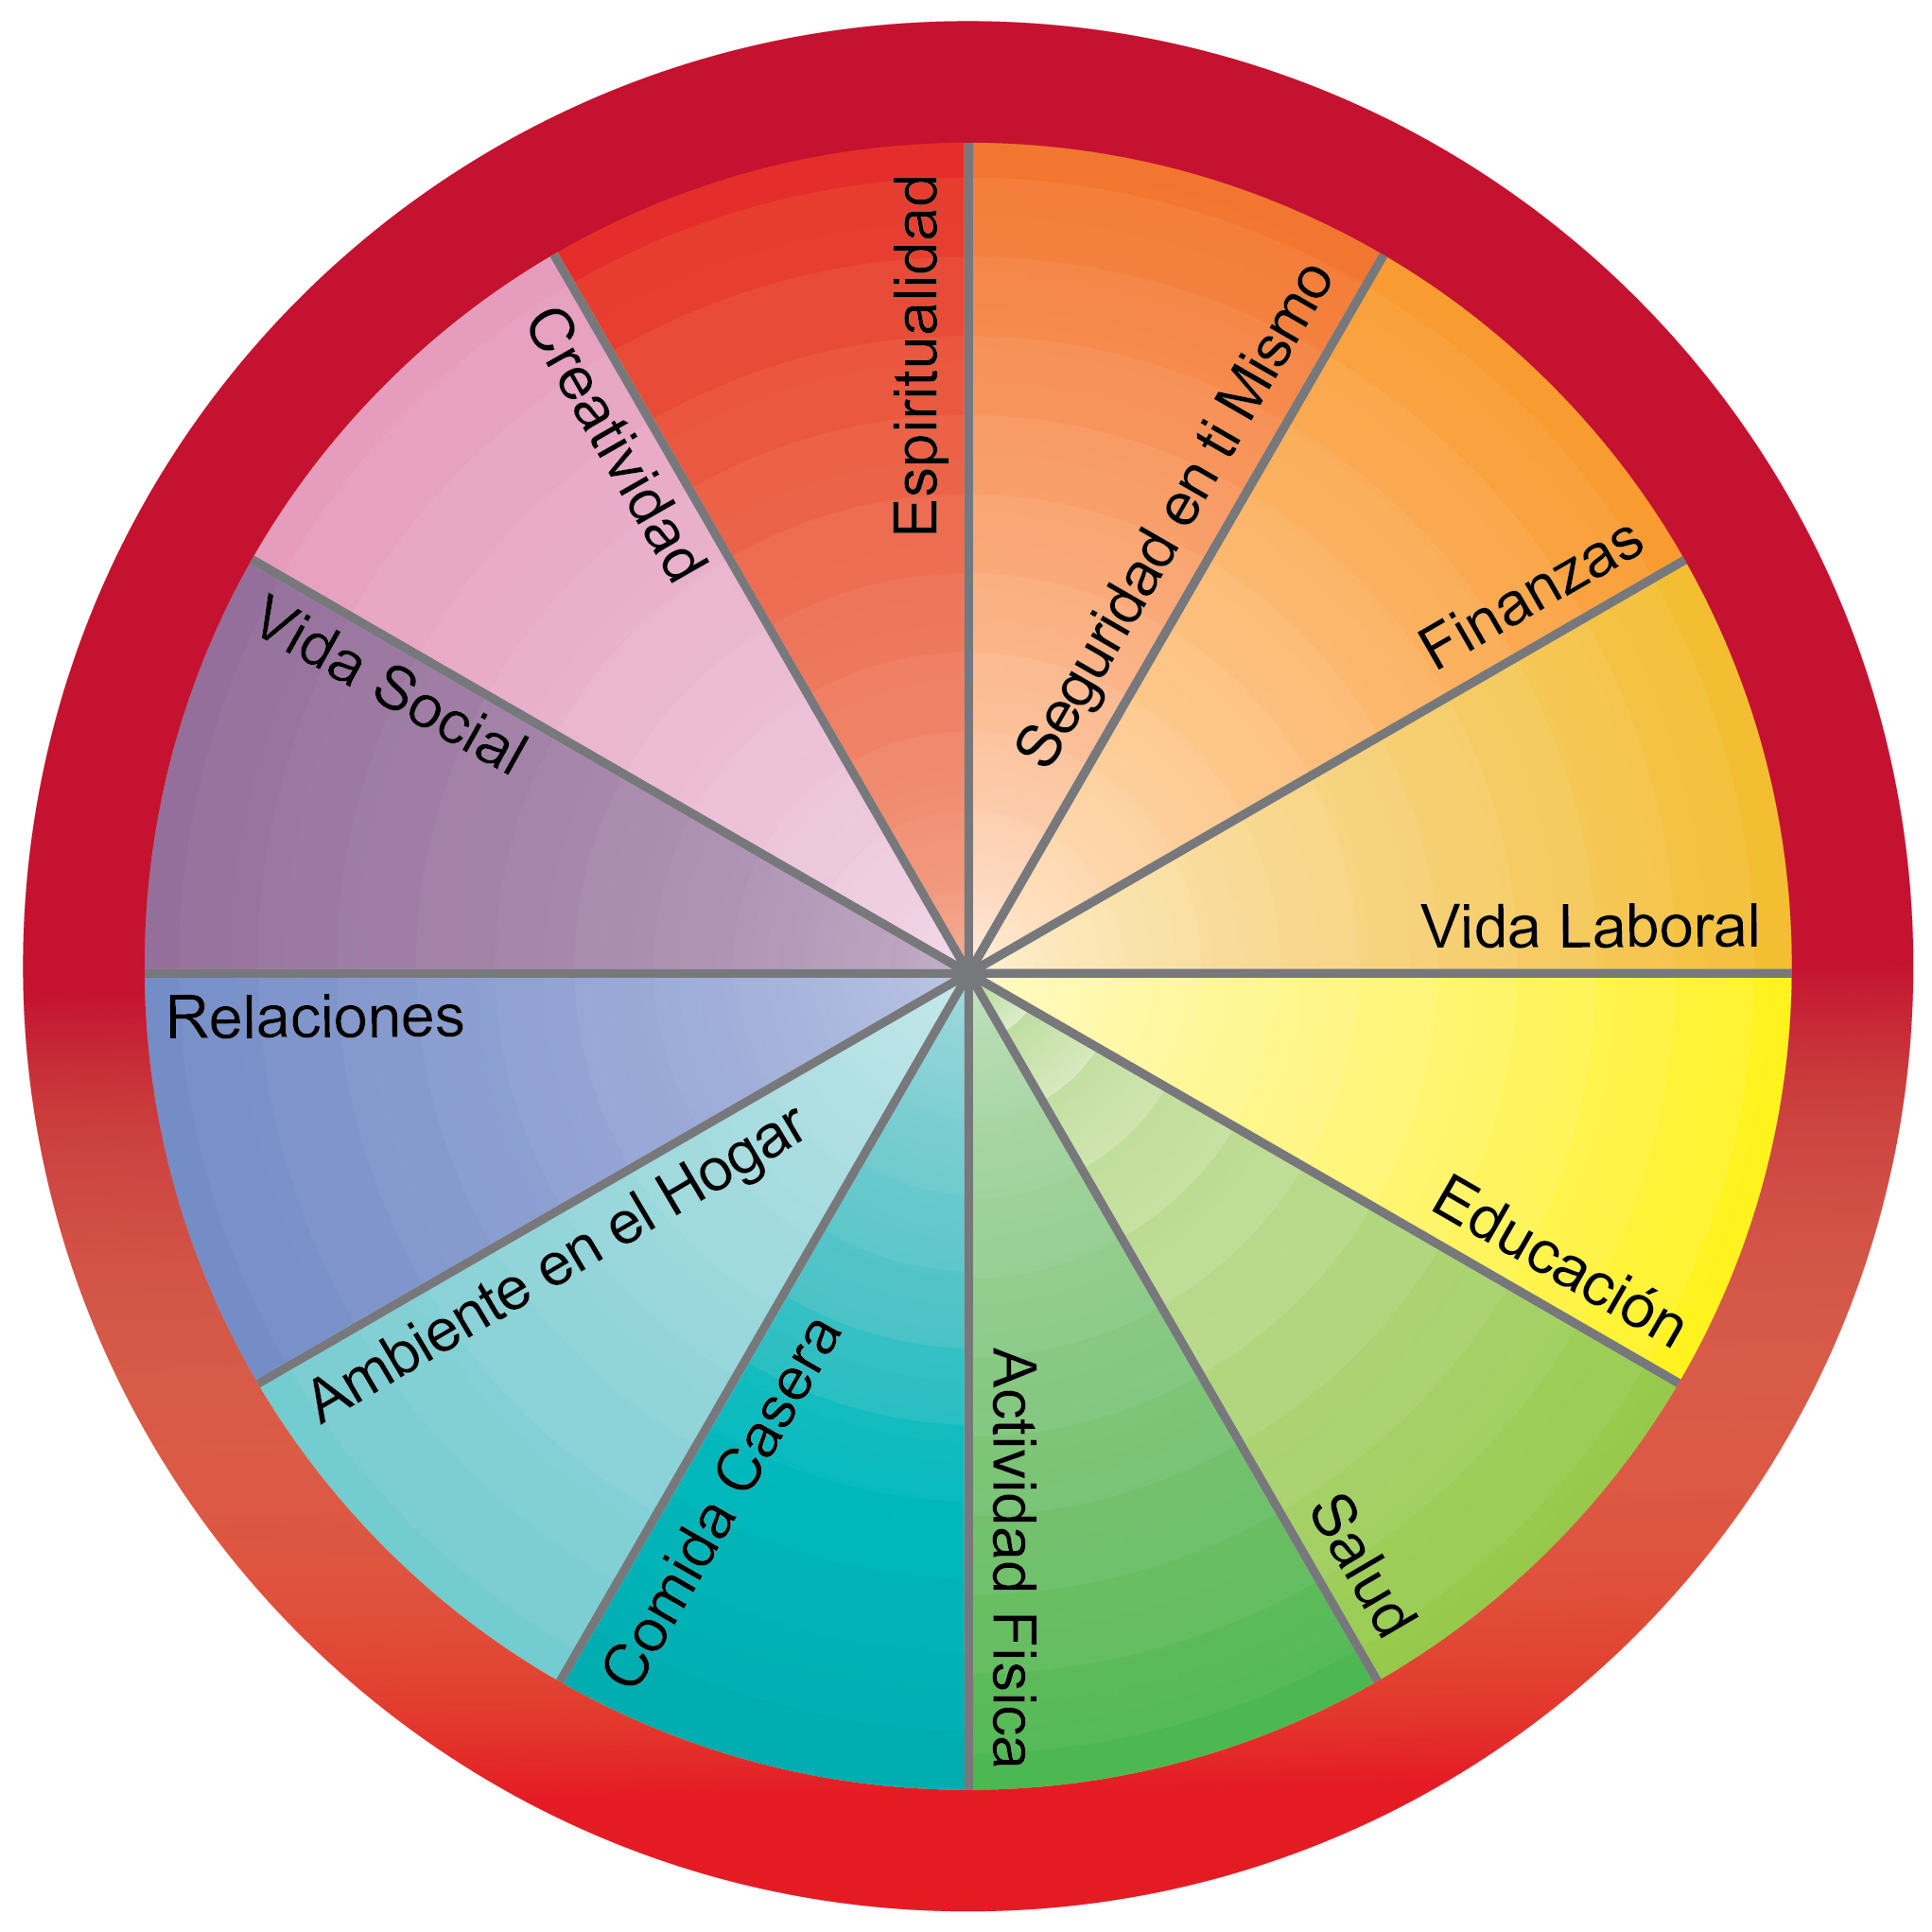 Espiritualidad
Seguridad en ti Mismo
Finanzas
Vida Laboral
Educación
Salud
Actividad Fisica
Comida Casera
Ambiente en el Hogar
Relaciones
Vida Social
Creatividad